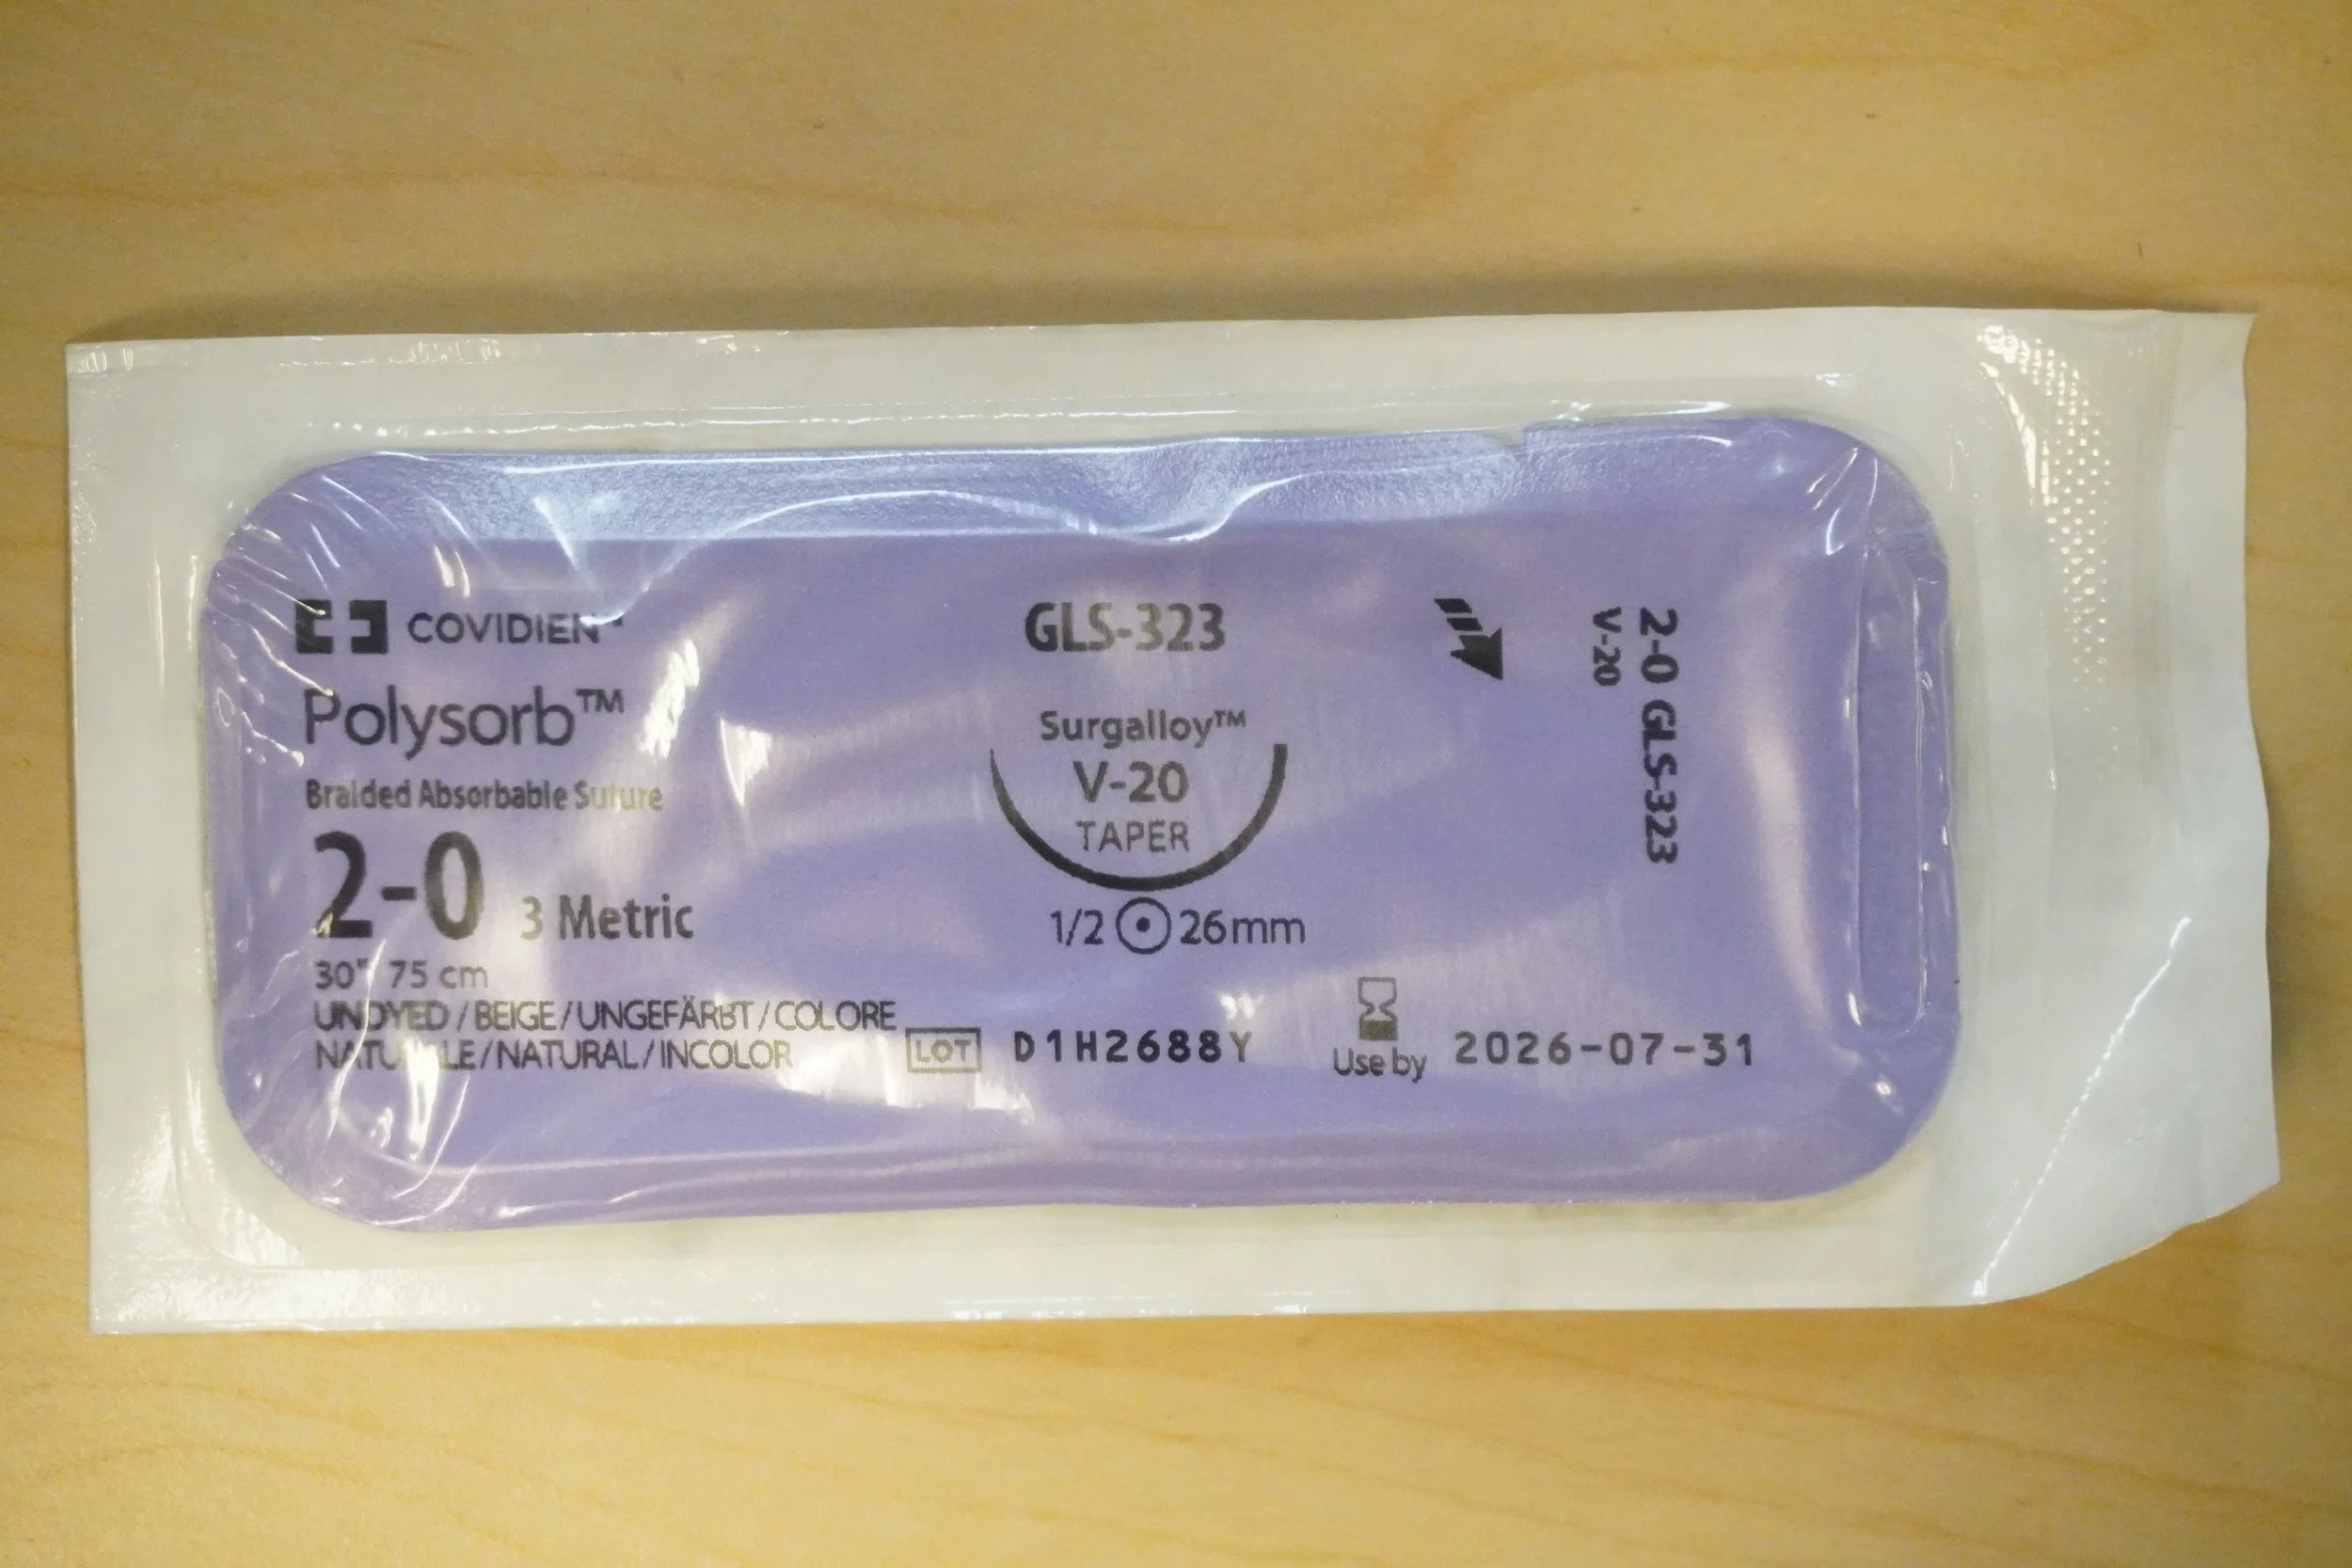 COVIDIEN™
Polysorb™
Braided Absorbable Suture
2-0 3 Metric
30" 75 cm
UNDYED / BEIGE / UNGEFÄRBT / COLORE
NATURALE / NATURAL / INCOLOR
GLS-323
Surgalloy™
V-20
TAPER
1/2 26mm
LOT D1H2688Y
Use by 2026-07-31
2-0 GLS-323
V-20